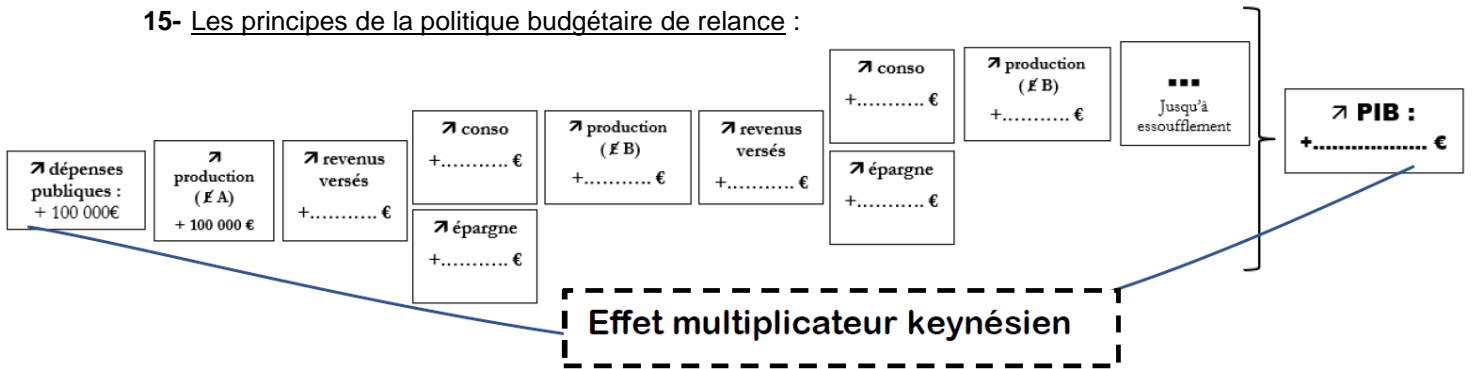 15- Les principes de la politique budgétaire de relance :
↗ dépenses
publiques :
+ 100 000€
↗
production
(Ɇ A)
+ 100 000 €
↗ revenus
versés
+........... €
↗ conso
+........... €
↗ épargne
+........... €
↗ production
(Ɇ B)
+........... €
↗ revenus
versés
+........... €
↗ conso
+........... €
↗ épargne
+........... €
↗ production
(Ɇ B)
+........... €
...
Jusqu'à
essoufflement
↗ PIB :
+................... €
Effet multiplicateur keynésien